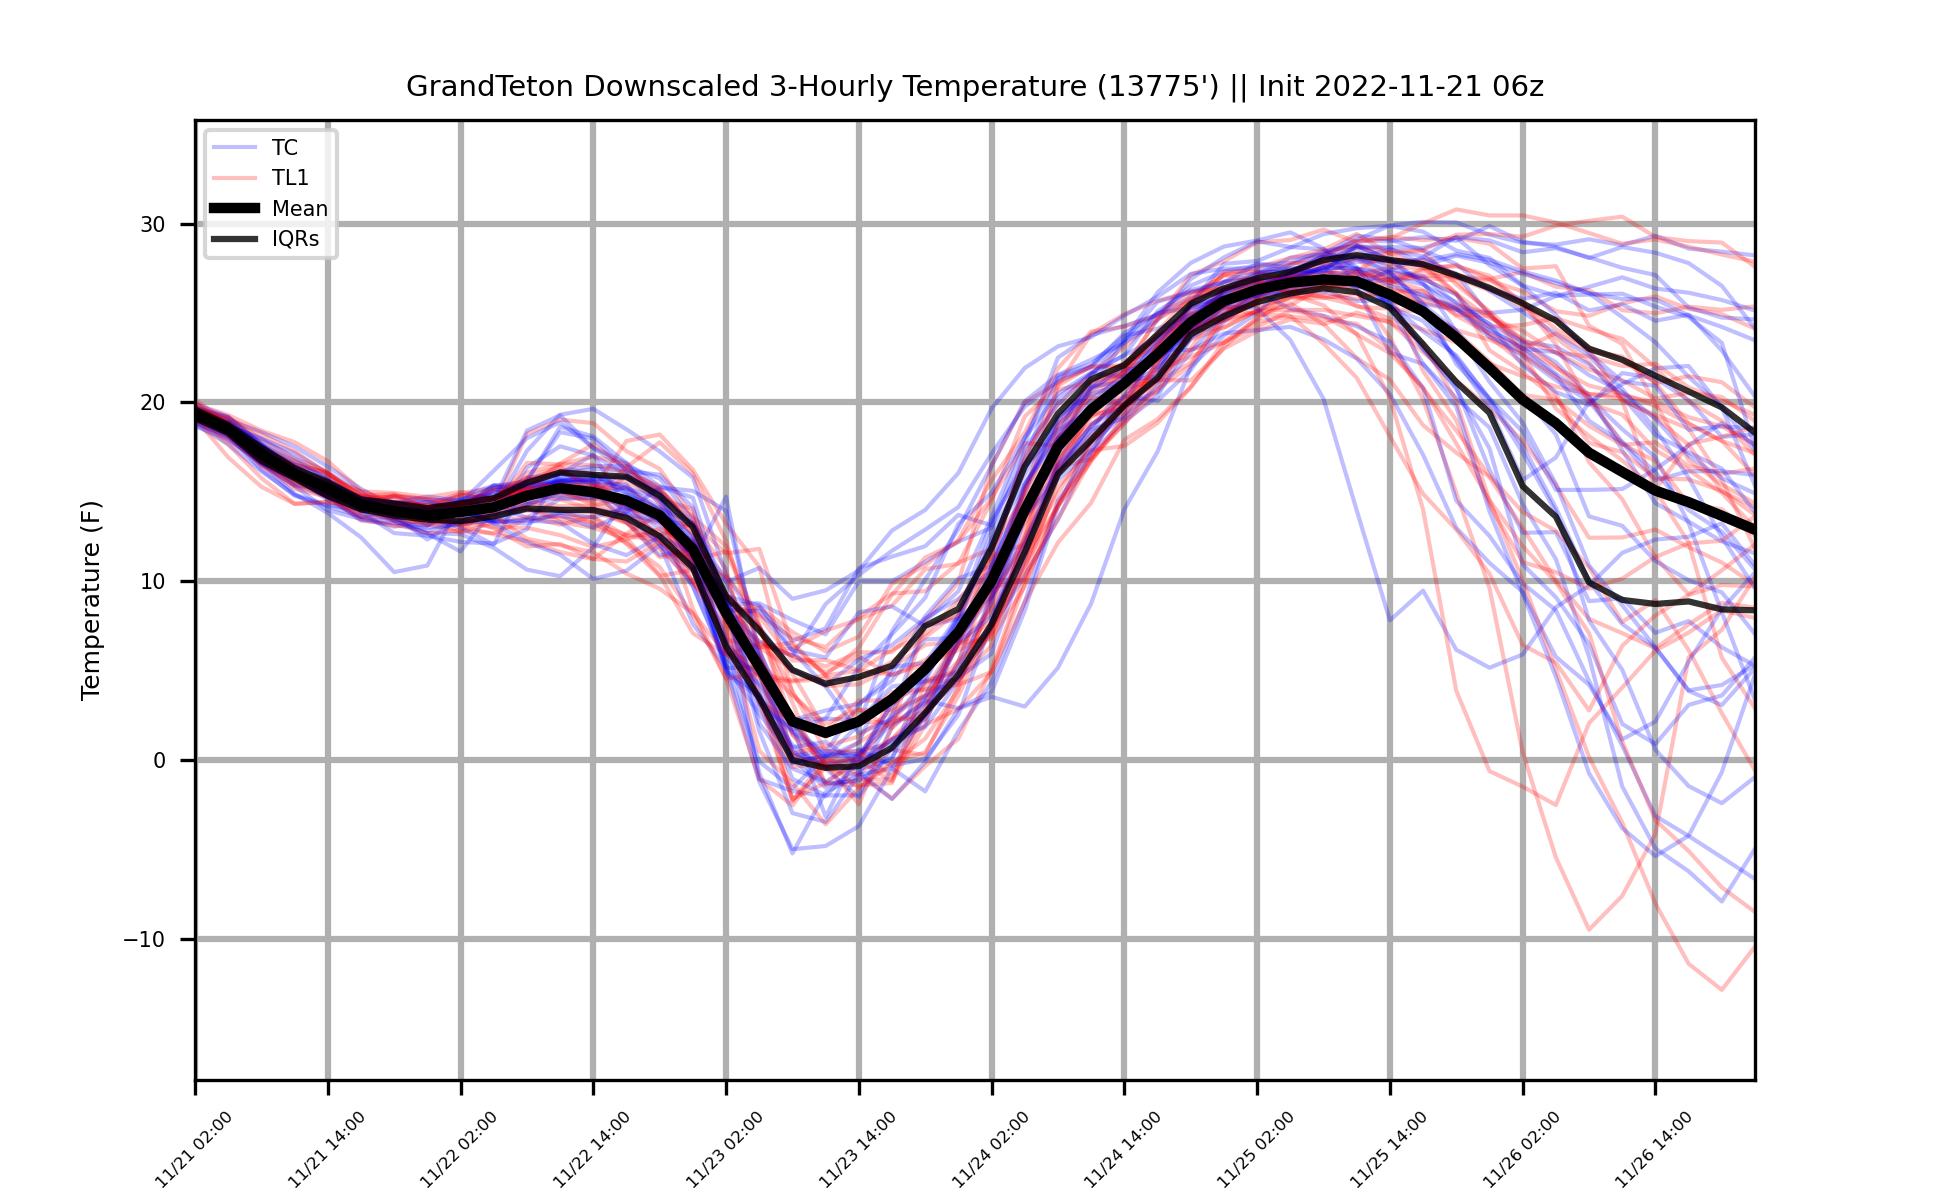 GrandTeton Downscaled 3-Hourly Temperature (13775') || Init 2022-11-21 06z
TC
TL1
Mean
IQRs
Temperature (F)
30
20
10
0
−10
11/21 02:00
11/21 14:00
11/22 02:00
11/22 14:00
11/23 02:00
11/23 14:00
11/24 02:00
11/24 14:00
11/25 02:00
11/25 14:00
11/26 02:00
11/26 14:00